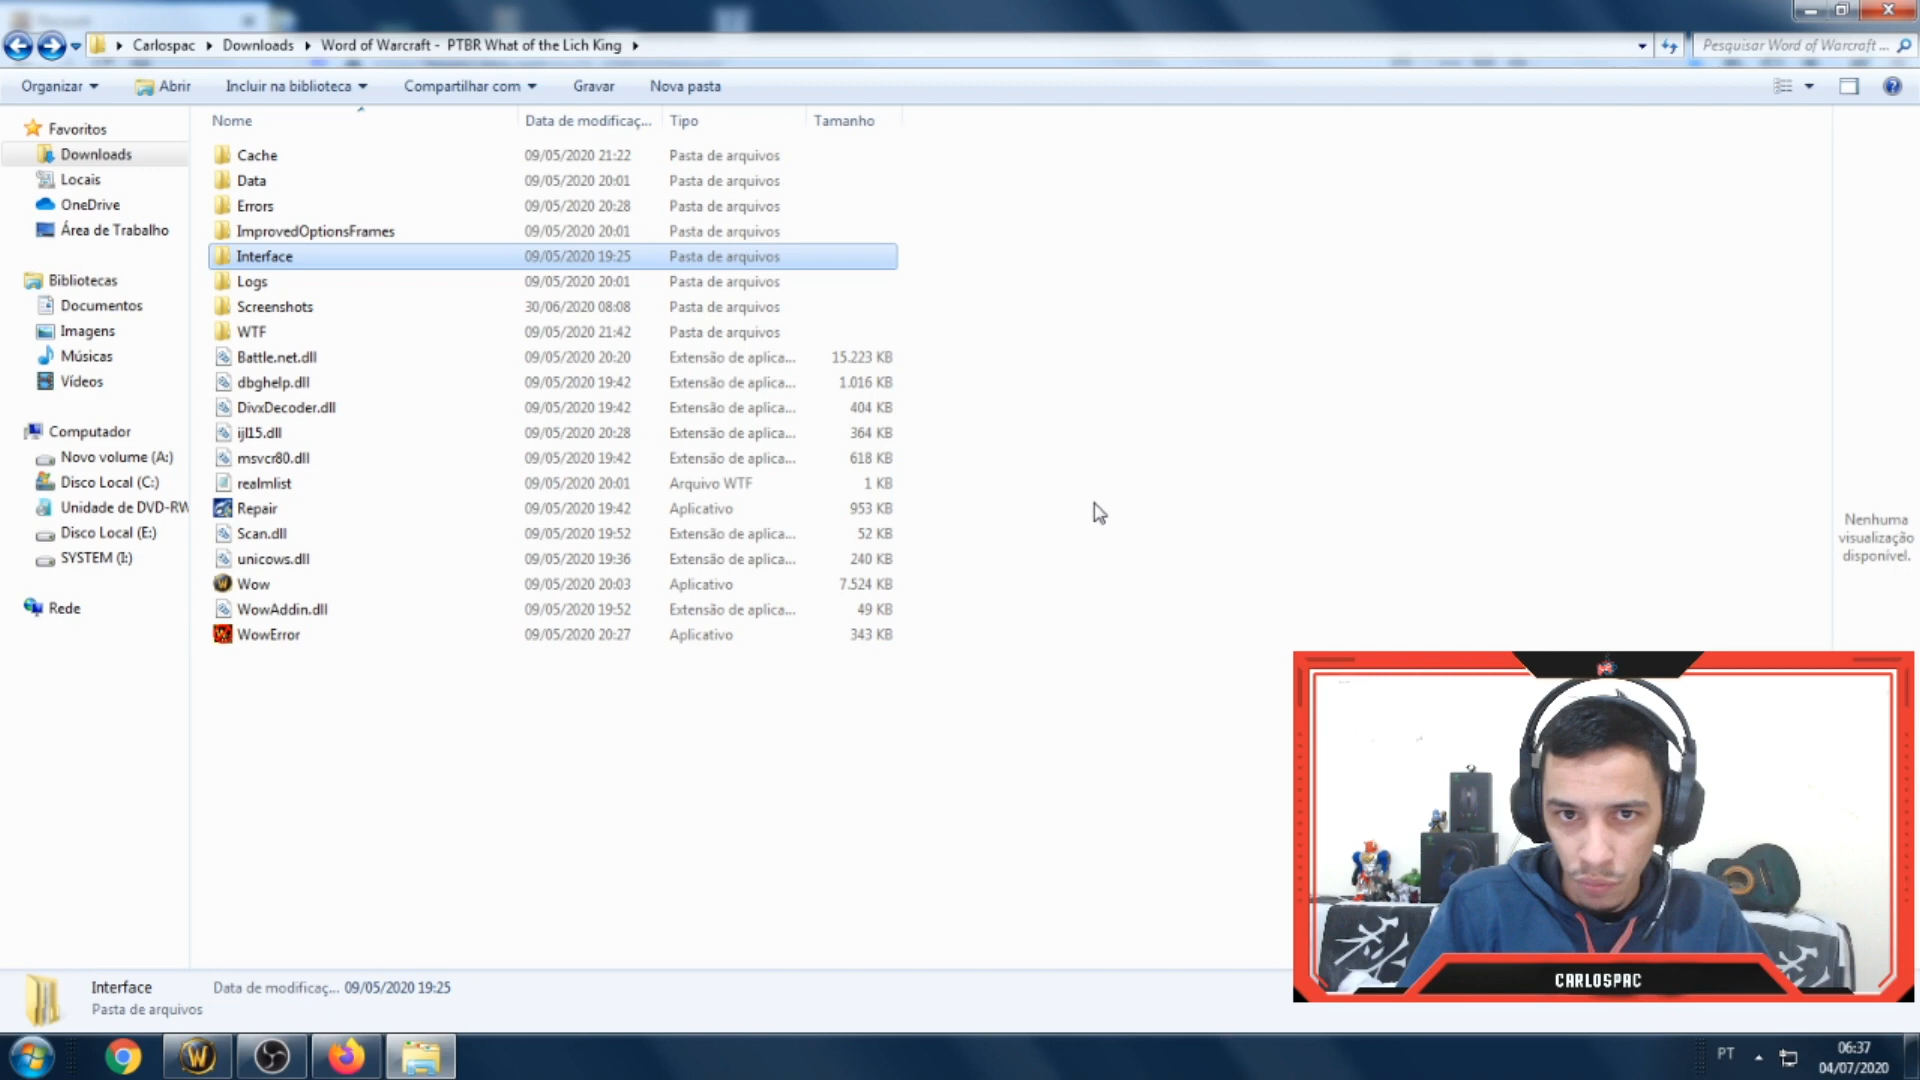 Carlospac Downloads Word of Warcraft - PTBR What of the Lich King
Pesquisar Word of Warcraft ...
Organizar Abrir Incluir na biblioteca Compartilhar com Gravar Nova pasta
Nome Data de modificaç... Tipo Tamanho
Favoritos
Downloads
Locais
OneDrive
Área de Trabalho
Bibliotecas
Documentos
Imagens
Músicas
Vídeos
Computador
Novo volume (A:)
Disco Local (C:)
Unidade de DVD-RW
Disco Local (E:)
SYSTEM (I:)
Rede
Cache 09/05/2020 21:22 Pasta de arquivos
Data 09/05/2020 20:01 Pasta de arquivos
Errors 09/05/2020 20:28 Pasta de arquivos
ImprovedOptionsFrames 09/05/2020 20:01 Pasta de arquivos
Interface 09/05/2020 19:25 Pasta de arquivos
Logs 09/05/2020 20:01 Pasta de arquivos
Screenshots 30/06/2020 08:08 Pasta de arquivos
WTF 09/05/2020 21:42 Pasta de arquivos
Battle.net.dll 09/05/2020 20:20 Extensão de aplica... 15.223 KB
dbghelp.dll 09/05/2020 19:42 Extensão de aplica... 1.016 KB
DivxDecoder.dll 09/05/2020 19:42 Extensão de aplica... 404 KB
ijl15.dll 09/05/2020 20:28 Extensão de aplica... 364 KB
msvcr80.dll 09/05/2020 19:42 Extensão de aplica... 618 KB
realmlist 09/05/2020 20:01 Arquivo WTF 1 KB
Repair 09/05/2020 19:42 Aplicativo 953 KB
Scan.dll 09/05/2020 19:52 Extensão de aplica... 52 KB
unicows.dll 09/05/2020 19:36 Extensão de aplica... 240 KB
Wow 09/05/2020 20:03 Aplicativo 7.524 KB
WowAddin.dll 09/05/2020 19:52 Extensão de aplica... 49 KB
WowError 09/05/2020 20:27 Aplicativo 343 KB
Nenhuma
visualização
disponível.
CARLOSPAC
Interface Data de modificaç... 09/05/2020 19:25
Pasta de arquivos
PT
06:37
04/07/2020